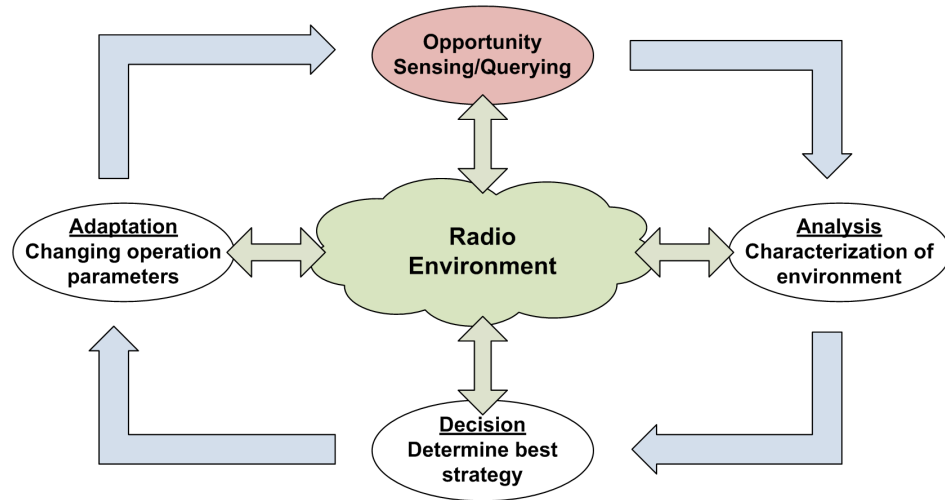 Opportunity
Sensing/Querying
Adaptation
Changing operation
parameters
Radio
Environment
Analysis
Characterization of
environment
Decision
Determine best
strategy